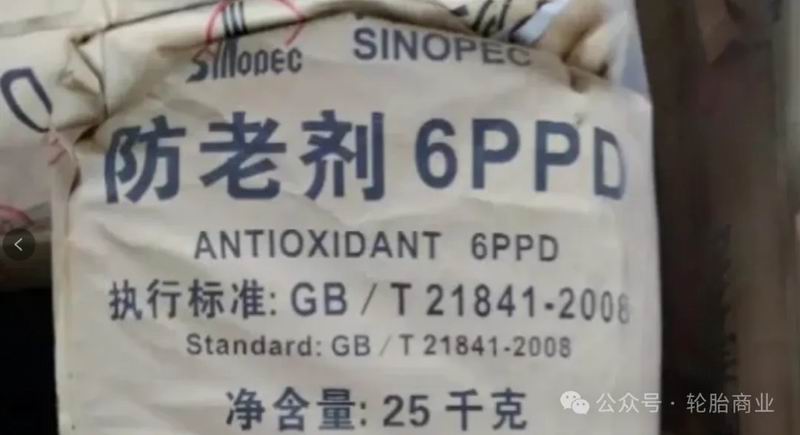 SINOPEC
Sinopec
防老剂 6PPD
ANTIOXIDANT 6PPD
执行标准: GB / T 21841-2008
Standard: GB / T 21841-2008
净含量: 25 千克
公众号 · 轮胎商业